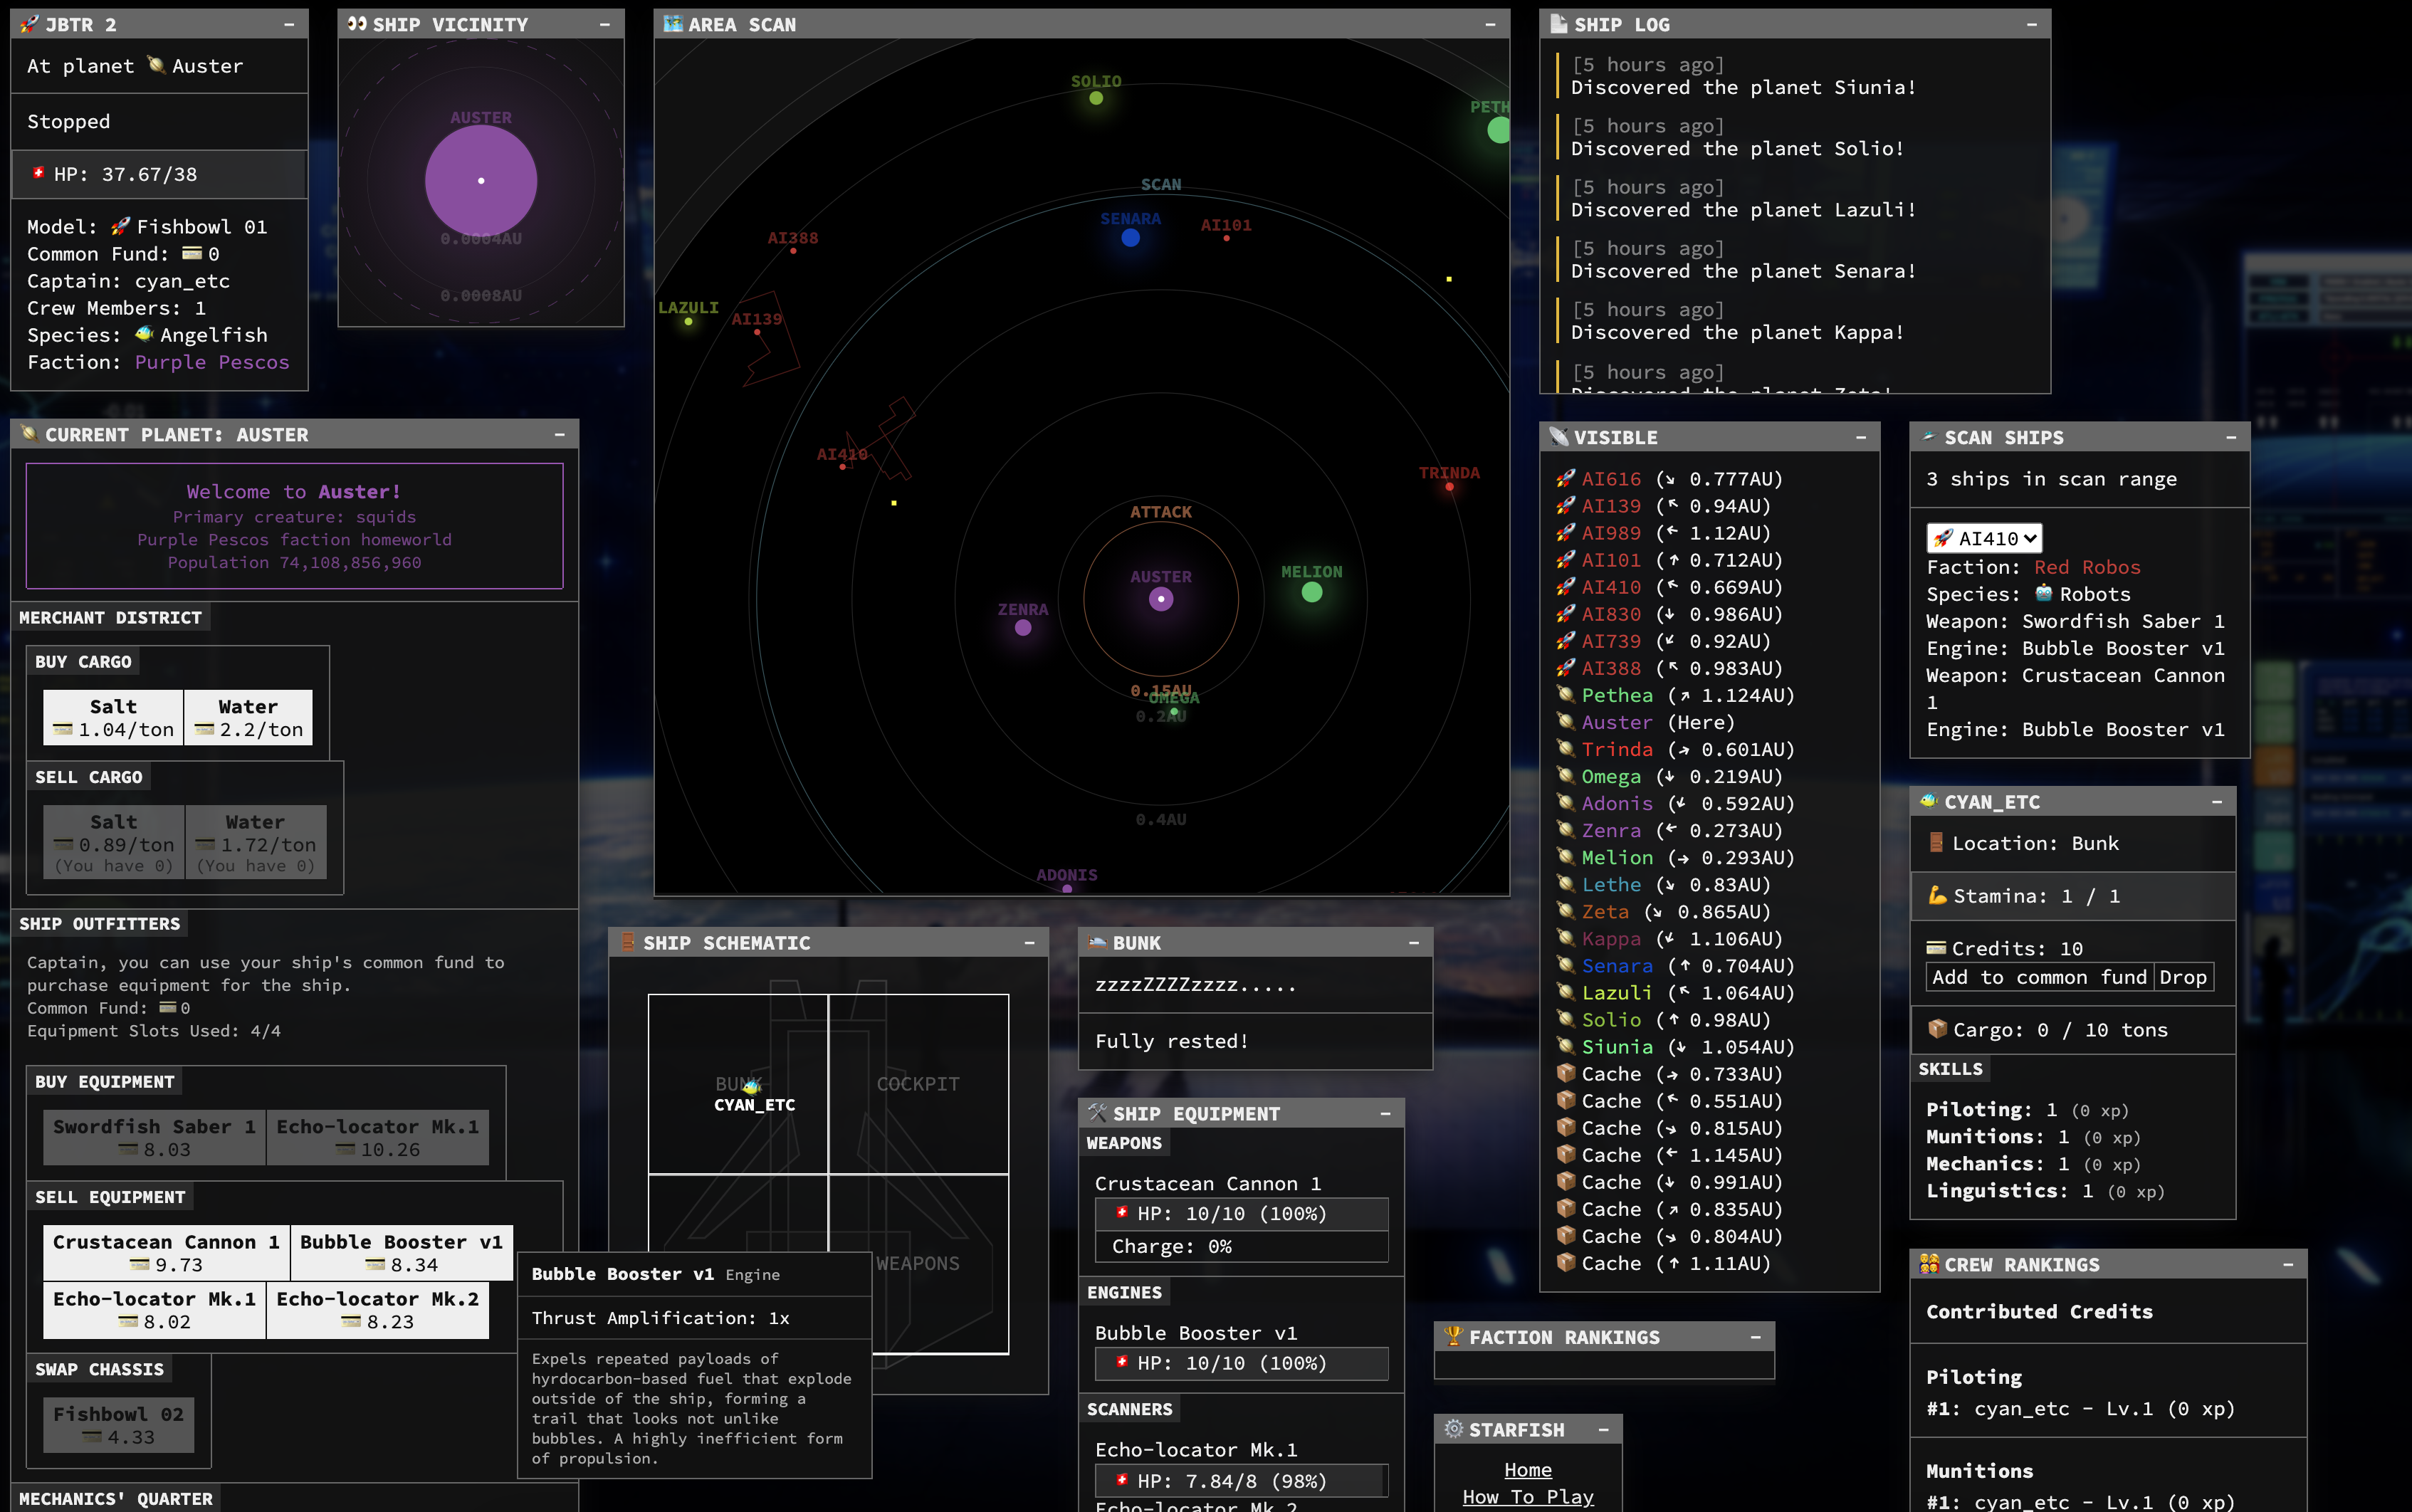 JBTR 2
At planet Auster
Stopped
HP: 37.67/38
Model: Fishbowl 01
Common Fund: 0
Captain: cyan_etc
Crew Members: 1
Species: Angelfish
Faction: Purple Pescos
SHIP VICINITY
AUSTER
0.0004AU
0.0008AU
AREA SCAN
SOLIO
PETH
SCAN
SENARA
AI101
AI388
LAZULI
AI139
AI410
TRINDA
ATTACK
AUSTER
MELION
ZENRA
0.15AU
OMEGA
0.2AU
0.4AU
ADONIS
SHIP LOG
[5 hours ago]
Discovered the planet Siunia!
[5 hours ago]
Discovered the planet Solio!
[5 hours ago]
Discovered the planet Lazuli!
[5 hours ago]
Discovered the planet Senara!
[5 hours ago]
Discovered the planet Kappa!
[5 hours ago]
Discovered the planet Zeta!
CURRENT PLANET: AUSTER
Welcome to Auster!
Primary creature: squids
Purple Pescos faction homeworld
Population 74,108,856,960
MERCHANT DISTRICT
BUY CARGO
Salt
1.04/ton
Water
2.2/ton
SELL CARGO
Salt
0.89/ton
(You have 0)
Water
1.72/ton
(You have 0)
SHIP OUTFITTERS
Captain, you can use your ship's common fund to
purchase equipment for the ship.
Common Fund: 0
Equipment Slots Used: 4/4
BUY EQUIPMENT
Swordfish Saber 1
8.03
Echo-locator Mk.1
10.26
SELL EQUIPMENT
Crustacean Cannon 1
9.73
Bubble Booster v1
8.34
Echo-locator Mk.1
8.02
Echo-locator Mk.2
8.23
SWAP CHASSIS
Fishbowl 02
4.33
MECHANICS' QUARTER
Bubble Booster v1 Engine
Thrust Amplification: 1x
Expels repeated payloads of
hyrdocarbon-based fuel that explode
outside of the ship, forming a
trail that looks not unlike
bubbles. A highly inefficient form
of propulsion.
SHIP SCHEMATIC
BUNK
CYAN_ETC
COCKPIT
WEAPONS
BUNK
zzzzZZZZzzzz.....
Fully rested!
SHIP EQUIPMENT
WEAPONS
Crustacean Cannon 1
HP: 10/10 (100%)
Charge: 0%
ENGINES
Bubble Booster v1
HP: 10/10 (100%)
SCANNERS
Echo-locator Mk.1
HP: 7.84/8 (98%)
Echo-locator Mk.2
VISIBLE
AI616 (↘ 0.777AU)
AI139 (↖ 0.94AU)
AI989 (← 1.12AU)
AI101 (↑ 0.712AU)
AI410 (↖ 0.669AU)
AI830 (↓ 0.986AU)
AI739 (↙ 0.92AU)
AI388 (↖ 0.983AU)
Pethea (↗ 1.124AU)
Auster (Here)
Trinda (→ 0.601AU)
Omega (↓ 0.219AU)
Adonis (↙ 0.592AU)
Zenra (← 0.273AU)
Melion (→ 0.293AU)
Lethe (↘ 0.83AU)
Zeta (↘ 0.865AU)
Kappa (↙ 1.106AU)
Senara (↑ 0.704AU)
Lazuli (↖ 1.064AU)
Solio (↑ 0.98AU)
Siunia (↓ 1.054AU)
Cache (→ 0.733AU)
Cache (← 0.551AU)
Cache (↘ 0.815AU)
Cache (← 1.145AU)
Cache (↓ 0.991AU)
Cache (↗ 0.835AU)
Cache (↘ 0.804AU)
Cache (↑ 1.11AU)
SCAN SHIPS
3 ships in scan range
AI410
Faction: Red Robos
Species: Robots
Weapon: Swordfish Saber 1
Engine: Bubble Booster v1
Weapon: Crustacean Cannon
1
Engine: Bubble Booster v1
CYAN_ETC
Location: Bunk
Stamina: 1 / 1
Credits: 10
Add to common fund Drop
Cargo: 0 / 10 tons
SKILLS
Piloting: 1 (0 xp)
Munitions: 1 (0 xp)
Mechanics: 1 (0 xp)
Linguistics: 1 (0 xp)
FACTION RANKINGS
STARFISH
Home
How To Play
CREW RANKINGS
Contributed Credits
Piloting
#1: cyan_etc - Lv.1 (0 xp)
Munitions
#1: cyan_etc - Lv.1 (0 xp)